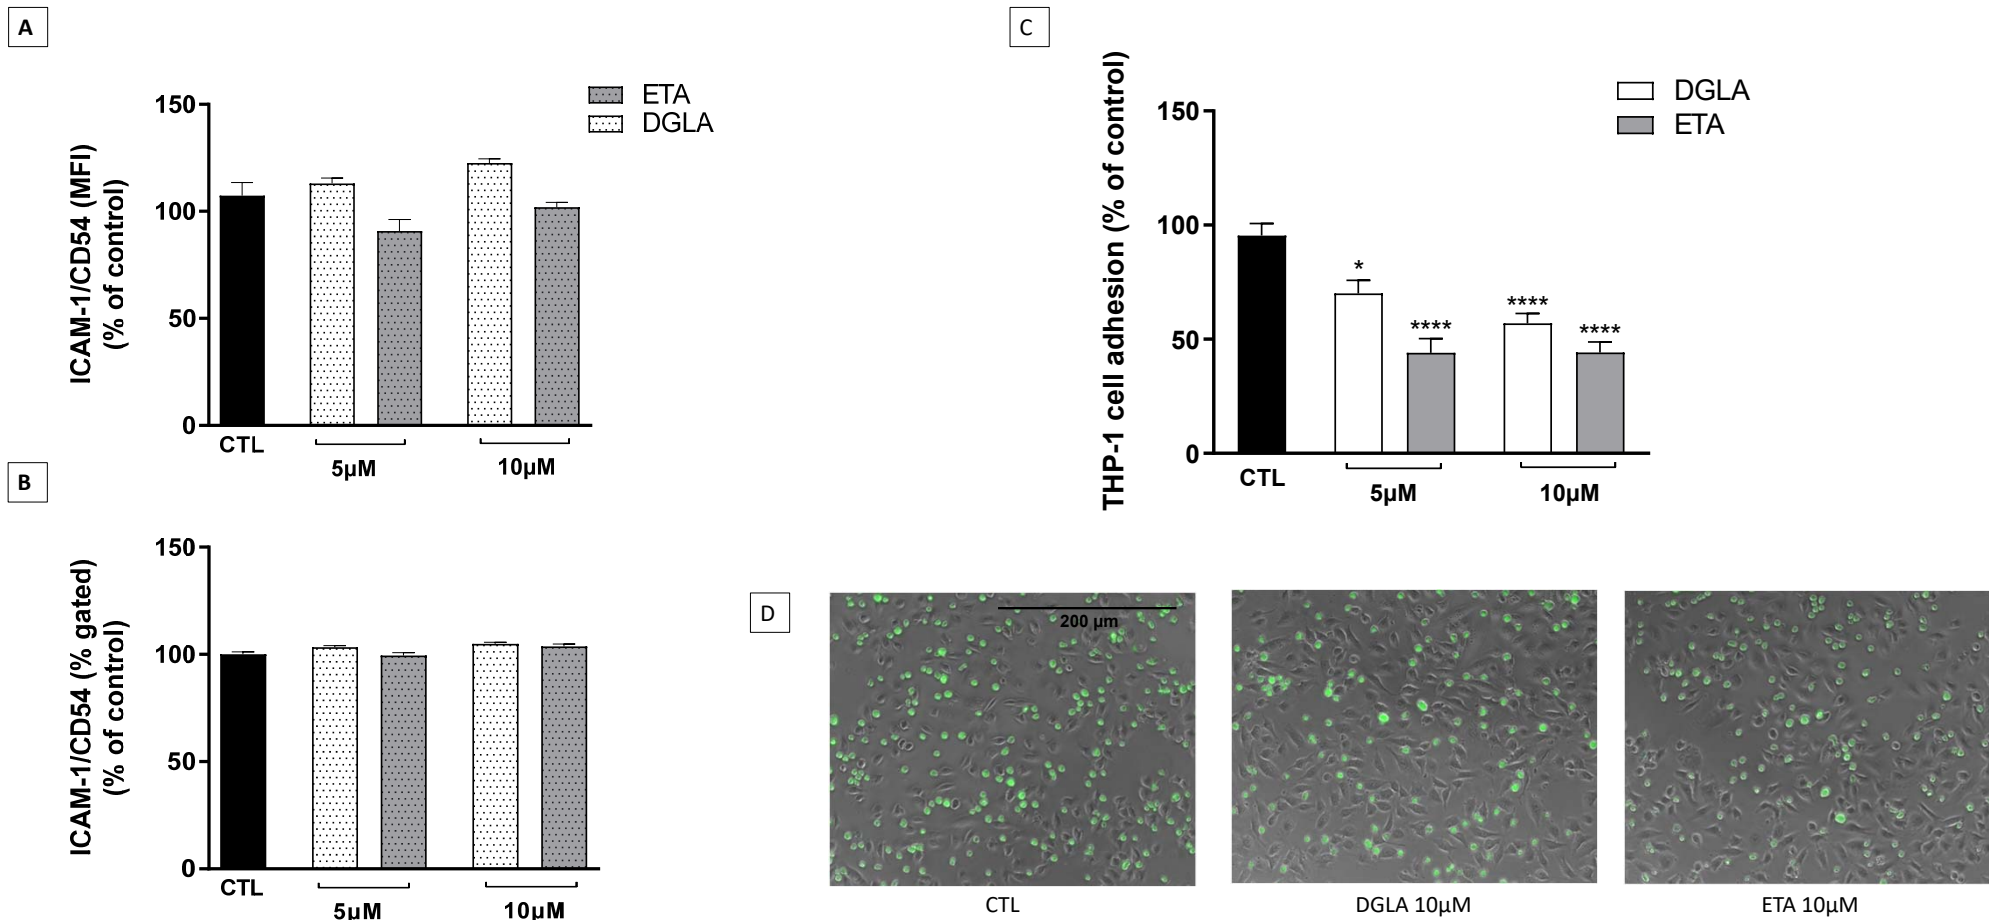 A
ICAM-1/CD54 (MFI)
(% of control)
150
100
50
0
ETA
DGLA
CTL
5µM
10µM
B
ICAM-1/CD54 (% gated)
(% of control)
150
100
50
0
CTL
5µM
10µM
C
THP-1 cell adhesion (% of control)
150
100
50
0
DGLA
ETA
*
****
****
****
CTL
5µM
10µM
D
200 µm
CTL
DGLA 10µM
ETA 10µM